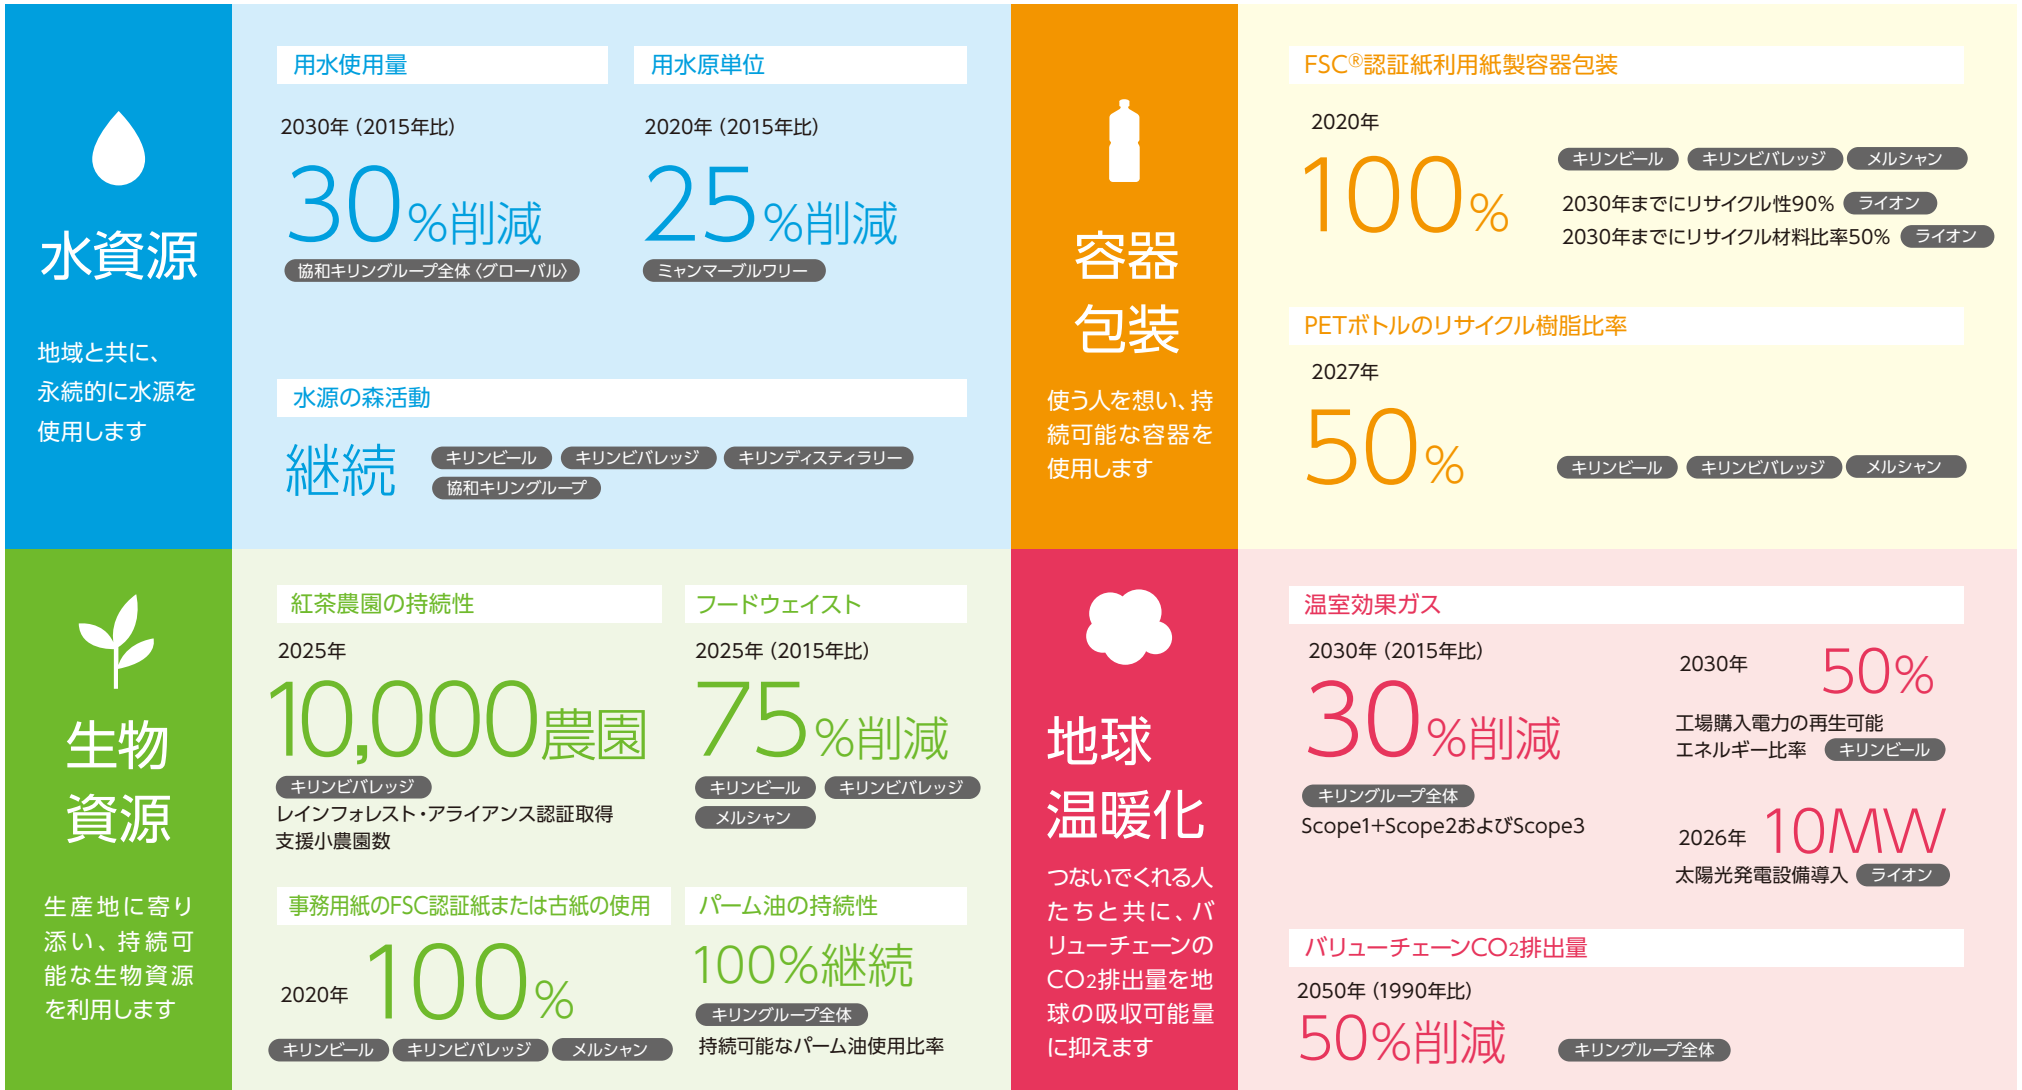 水資源
地域と共に、
永続的に水源を
使用します
用水使用量
2030年（2015年比）
30%削減
協和キリングループ全体〈グローバル〉
用水原単位
2020年（2015年比）
25%削減
ミャンマーブルワリー
水源の森活動
継続
キリンビール キリンビバレッジ キリンディスティラリー
協和キリングループ
容器
包装
使う人を想い、持
続可能な容器を
使用します
FSC®認証紙利用紙製容器包装
2020年
100%
キリンビール キリンビバレッジ メルシャン
2030年までにリサイクル性90% ライオン
2030年までにリサイクル材料比率50% ライオン
PETボトルのリサイクル樹脂比率
2027年
50%
キリンビール キリンビバレッジ メルシャン
生物
資源
生産地に寄り
添い、持続可
能な生物資源
を利用します
紅茶農園の持続性
2025年
10,000農園
キリンビバレッジ
レインフォレスト・アライアンス認証取得
支援小農園数
フードウェイスト
2025年（2015年比）
75%削減
キリンビール キリンビバレッジ
メルシャン
事務用紙のFSC認証紙または古紙の使用
2020年 100%
キリンビール キリンビバレッジ メルシャン
パーム油の持続性
100%継続
キリングループ全体
持続可能なパーム油使用比率
地球
温暖化
つないでくれる人
たちと共に、バ
リューチェーンの
CO2排出量を地
球の吸収可能量
に抑えます
温室効果ガス
2030年（2015年比）
30%削減
キリングループ全体
Scope1+Scope2およびScope3
2030年 50%
工場購入電力の再生可能
エネルギー比率 キリンビール
2026年 10MW
太陽光発電設備導入 ライオン
バリューチェーンCO2排出量
2050年（1990年比）
50%削減 キリングループ全体